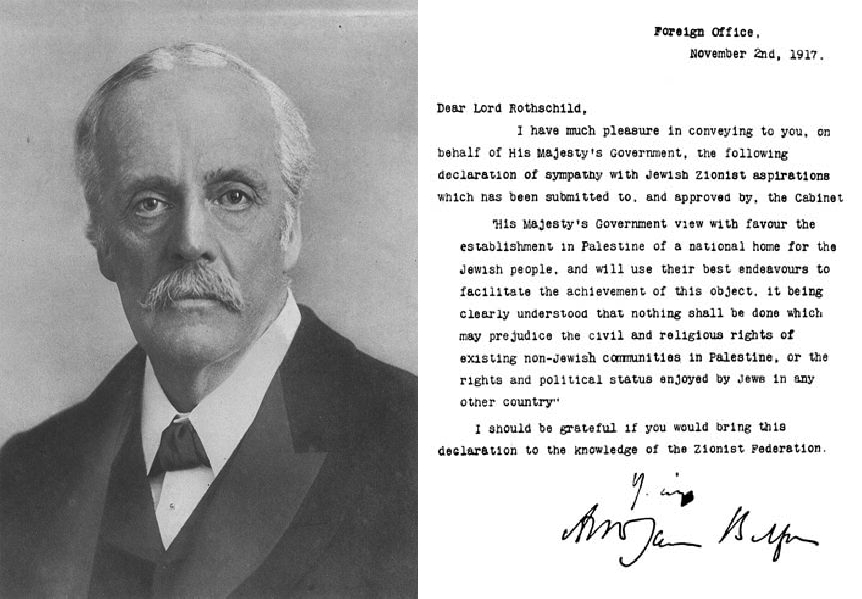 Foreign Office,
November 2nd, 1917.
Dear Lord Rothschild,
I have much pleasure in conveying to you, on
behalf of His Majesty's Government, the following
declaration of sympathy with Jewish Zionist aspirations
which has been submitted to, and approved by, the Cabinet
"His Majesty's Government view with favour the
establishment in Palestine of a national home for the
Jewish people, and will use their best endeavours to
facilitate the achievement of this object, it being
clearly understood that nothing shall be done which
may prejudice the civil and religious rights of
existing non-Jewish communities in Palestine, or the
rights and political status enjoyed by Jews in any
other country"
I should be grateful if you would bring this
declaration to the knowledge of the Zionist Federation.
Arthur James Balfour